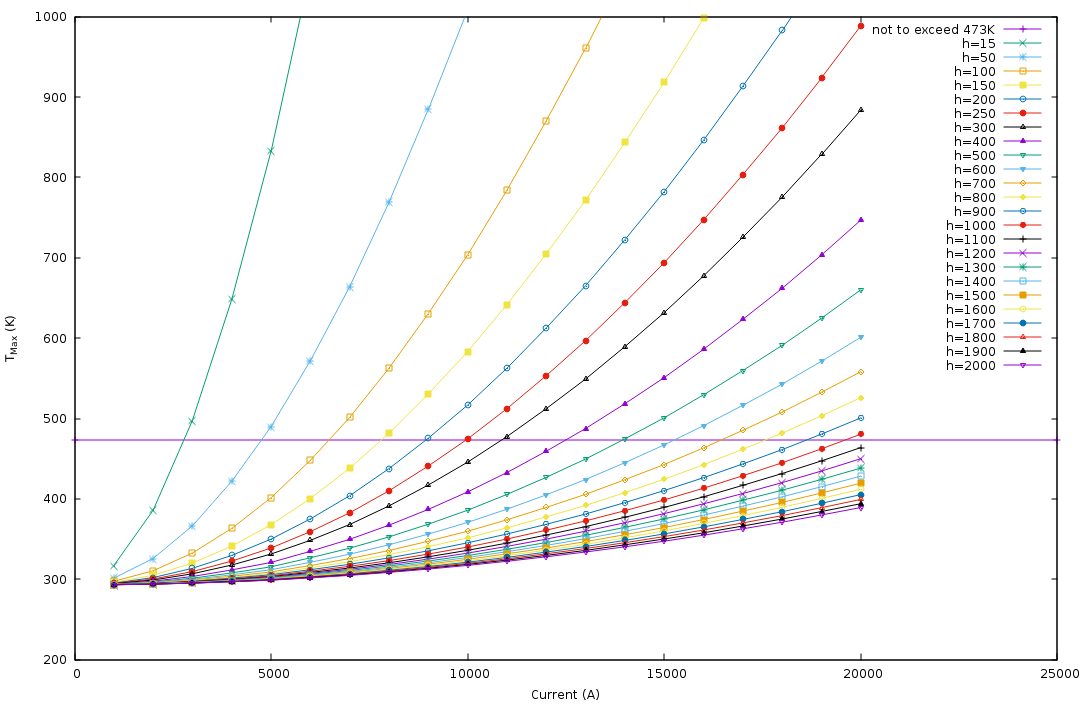 1000
900
800
700
600
500
400
300
200
T_Max (K)
0
5000
10000
15000
20000
25000
Current (A)
not to exceed 473K
h=15
h=50
h=100
h=150
h=200
h=250
h=300
h=400
h=500
h=600
h=700
h=800
h=900
h=1000
h=1100
h=1200
h=1300
h=1400
h=1500
h=1600
h=1700
h=1800
h=1900
h=2000